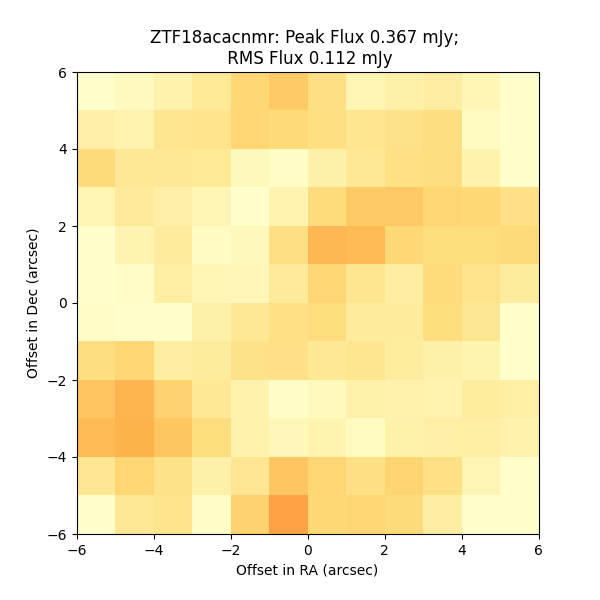 ZTF18acacnmr: Peak Flux 0.367 mJy;
RMS Flux 0.112 mJy
6
4
2
0
−2
−4
−6
Offset in Dec (arcsec)
−6 −4 −2 0 2 4 6
Offset in RA (arcsec)